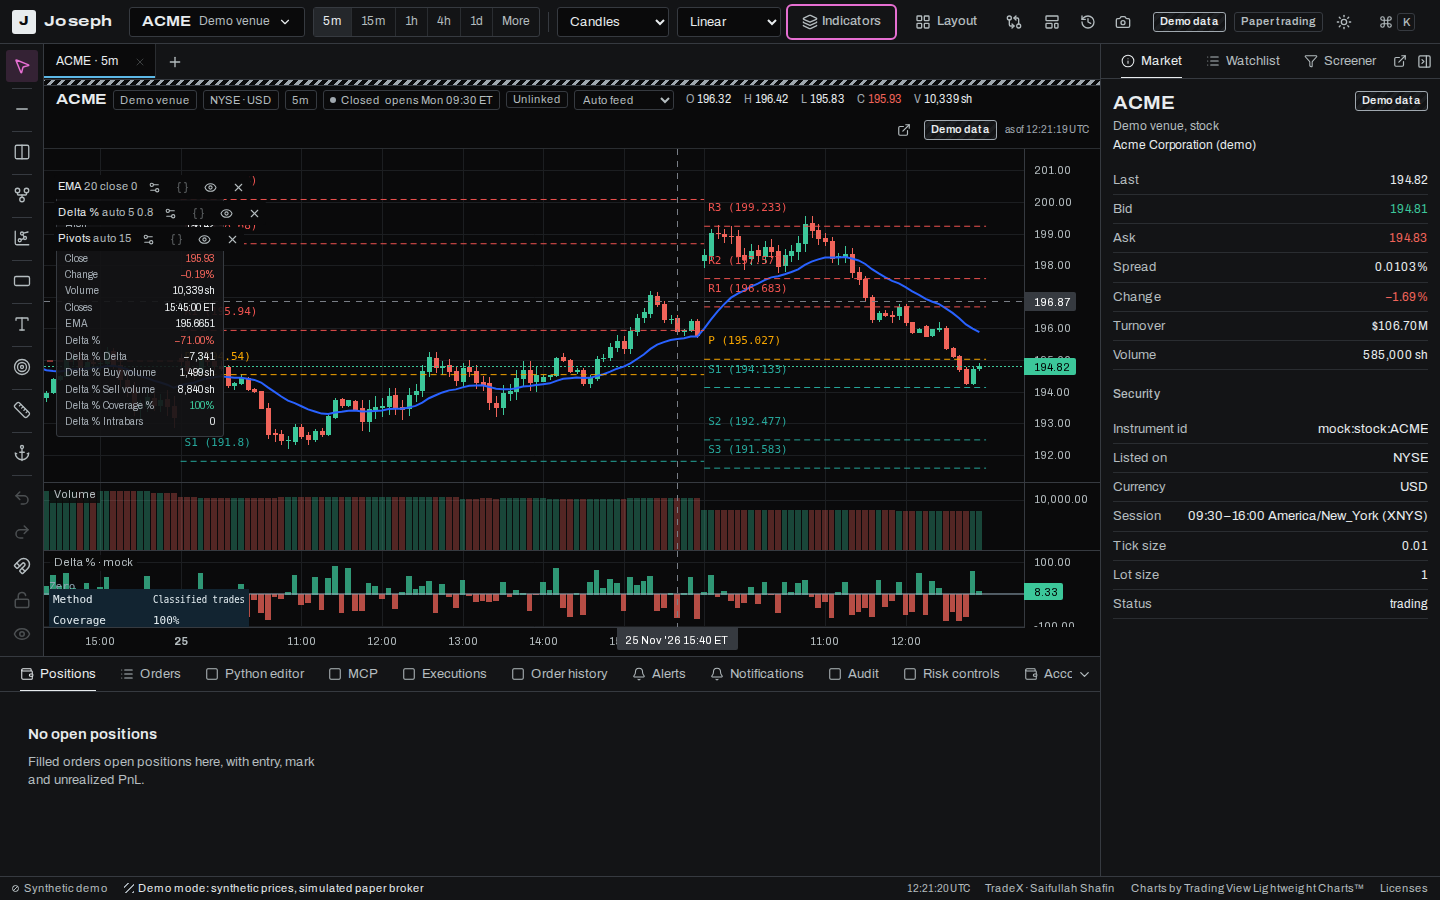 J Joseph
ACME Demo venue
5m 15m 1h 4h 1d More
Candles
Linear
Indicators
Layout
Demo data
Paper trading
⌘ K
ACME · 5m
ACME Demo venue NYSE·USD 5m Closed opens Mon 09:30 ET Unlinked Auto feed O 196.32 H 196.42 L 195.83 C 195.93 V 10,339 sh
Demo data as of 12:21:19 UTC
EMA 20 close 0
Delta % auto 5 0.8
Pivots auto 15
Close 195.93
Change −0.19%
Volume 10,339 sh
Closes 15:45:00 ET
EMA 195.6651
Delta % −71.00%
Delta % Delta −7,341
Delta % Buy volume 1,499 sh
Delta % Sell volume 8,840 sh
Delta % Coverage % 100%
Delta % Intrabars 0
5.94)
.54)
S1 (191.8)
R3 (199.233)
R1 (196.683)
P (195.027)
S1 (194.133)
S2 (192.477)
S3 (191.583)
201.00
200.00
199.00
198.00
196.87
196.00
194.82
194.00
193.00
192.00
Volume
10,000.00
Delta % · mock
100.00
Zero
8.33
Method Classified trades
Coverage 100%
-100.00
15:00 25 11:00 12:00 13:00 14:00 25 Nov '26 15:40 ET 11:00 12:00
Positions Orders Python editor MCP Executions Order history Alerts Notifications Audit Risk controls Acc
No open positions
Filled orders open positions here, with entry, mark
and unrealized PnL.
Market Watchlist Screener
ACME Demo data
Demo venue, stock
Acme Corporation (demo)
Last 194.82
Bid 194.81
Ask 194.83
Spread 0.0103%
Change −1.69%
Turnover $106.70M
Volume 585,000 sh
Security
Instrument id mock:stock:ACME
Listed on NYSE
Currency USD
Session 09:30–16:00 America/New_York (XNYS)
Tick size 0.01
Lot size 1
Status trading
Synthetic demo Demo mode: synthetic prices, simulated paper broker
12:21:20 UTC TradeX · Saifullah Shafin Charts by TradingView Lightweight Charts™ Licenses